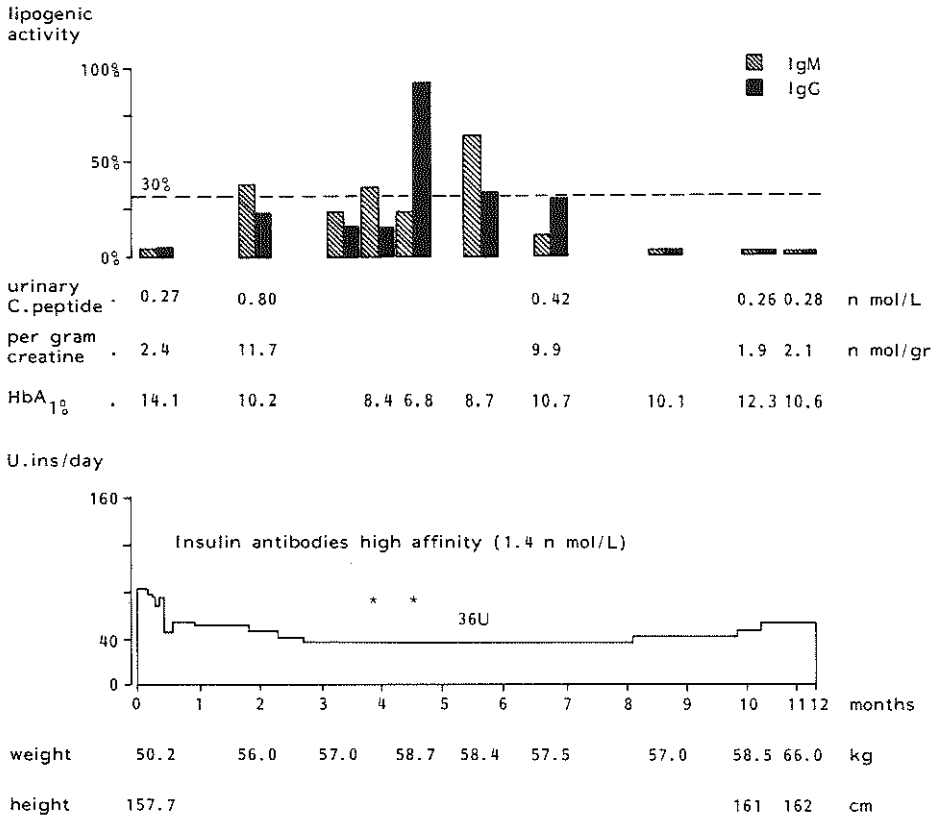 lipogenic
activity
100%
IgM
IgG
50%
30%
0%
urinary
C.peptide . 0.27 0.80 0.42 0.26 0.28 n mol/L
per gram
creatine . 2.4 11.7 9.9 1.9 2.1 n mol/gr
HbA1% . 14.1 10.2 8.4 6.8 8.7 10.7 10.1 12.3 10.6
U.ins/day
160
Insulin antibodies high affinity (1.4 n mol/L)
* *
36U
40
0
0 1 2 3 4 5 6 7 8 9 10 11 12 months
weight 50.2 56.0 57.0 58.7 58.4 57.5 57.0 58.5 66.0 kg
height 157.7 161 162 cm